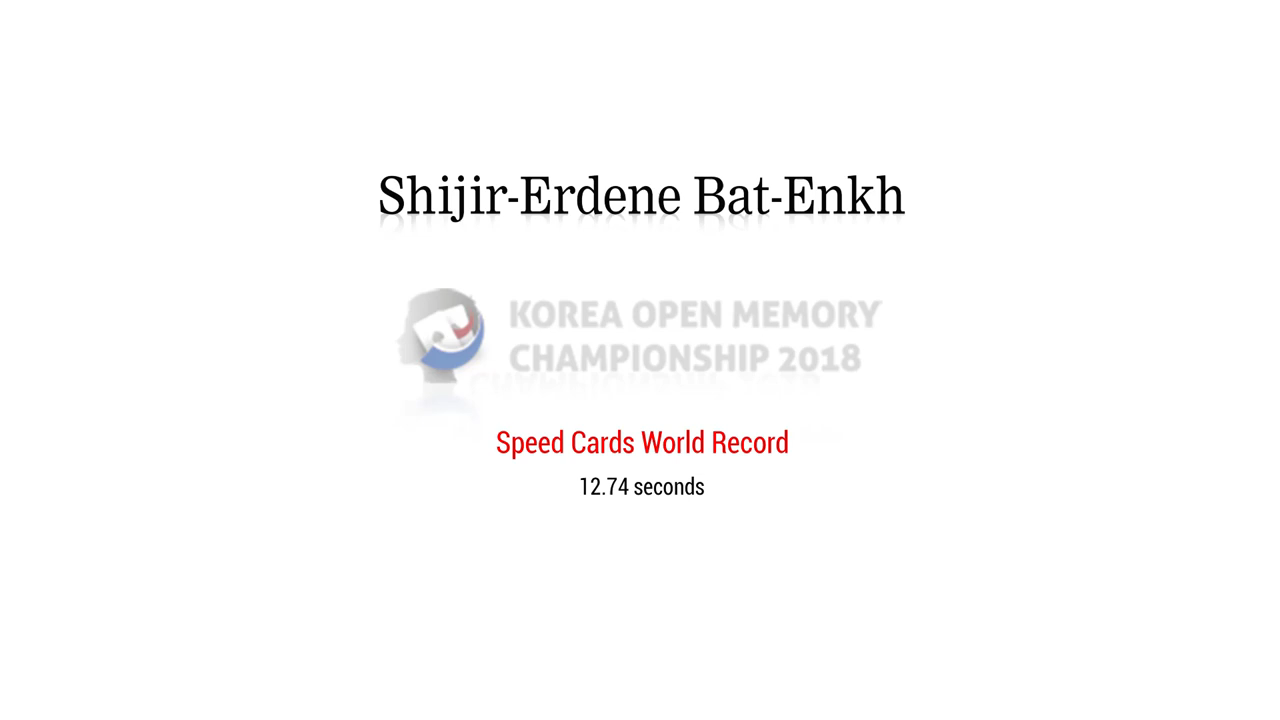 Shijir-Erdene Bat-Enkh
KOREA OPEN MEMORY
CHAMPIONSHIP 2018
Speed Cards World Record
12.74 seconds